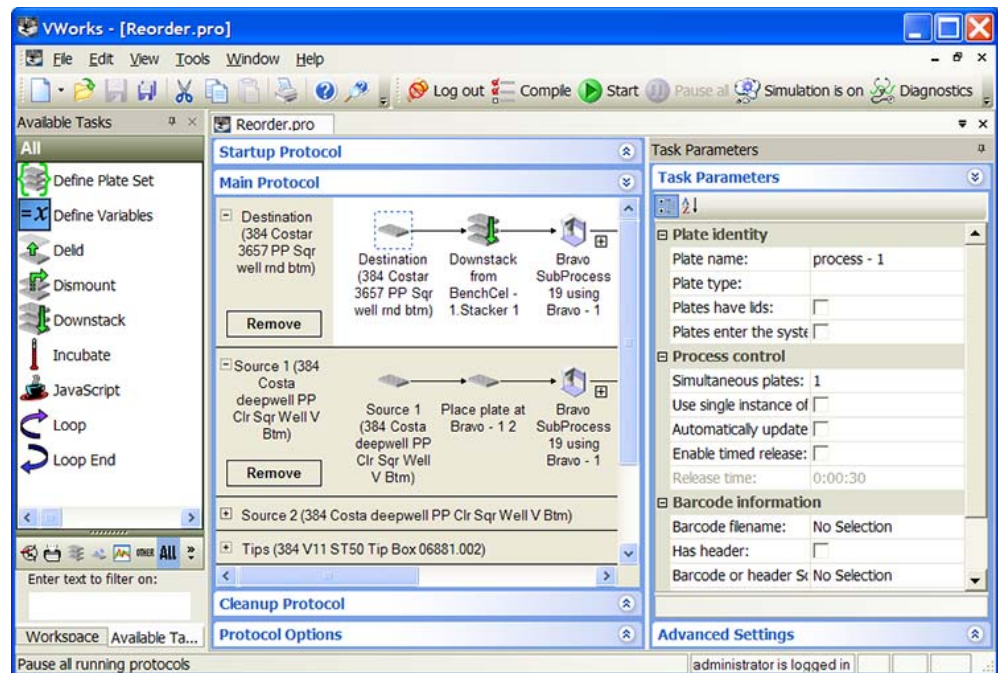 VWorks - [Reorder.pro]
File Edit View Tools Window Help
Log out Compile Start Pause all Simulation is on Diagnostics
Available Tasks
All
Define Plate Set
=x Define Variables
Delid
Dismount
Downstack
Incubate
JavaScript
Loop
Loop End
OTHER All
Enter text to filter on:
Workspace Available Ta...
Reorder.pro
Startup Protocol
Main Protocol
Destination
(384 Costar
3657 PP Sqr
well rnd btm)
Remove
Destination
(384 Costar
3657 PP Sqr
well rnd btm)
Downstack
from
BenchCel -
1.Stacker 1
Bravo
SubProcess
19 using
Bravo - 1
Source 1 (384
Costa
deepwell PP
Clr Sqr Well V
Btm)
Remove
Source 1
(384 Costa
deepwell PP
Clr Sqr Well
V Btm)
Place plate at
Bravo - 1 2
Bravo
SubProcess
19 using
Bravo - 1
Source 2 (384 Costa deepwell PP Clr Sqr Well V Btm)
Tips (384 V11 ST50 Tip Box 06881.002)
Cleanup Protocol
Protocol Options
Task Parameters
Task Parameters
Plate identity
Plate name: process - 1
Plate type:
Plates have lids:
Plates enter the syste
Process control
Simultaneous plates: 1
Use single instance of
Automatically update
Enable timed release:
Release time: 0:00:30
Barcode information
Barcode filename: No Selection
Has header:
Barcode or header Se No Selection
Advanced Settings
Pause all running protocols
administrator is logged in